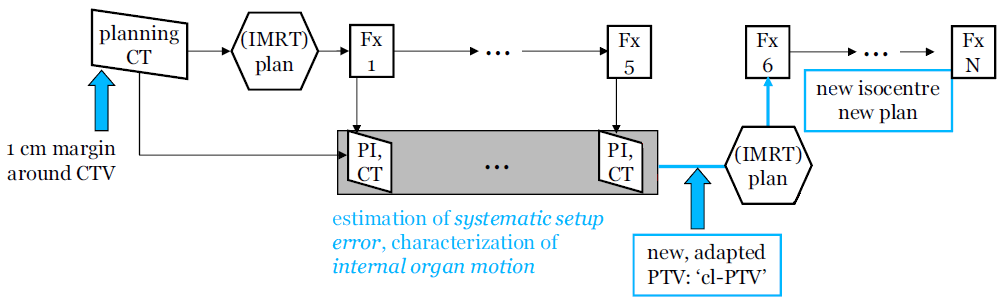 planning
CT
(IMRT)
plan
Fx
1
...
Fx
5
Fx
6
...
Fx
N
new isocentre
new plan
1 cm margin
around CTV
PI,
CT
...
PI,
CT
(IMRT)
plan
estimation of systematic setup
error, characterization of
internal organ motion
new, adapted
PTV: ‘cl-PTV’